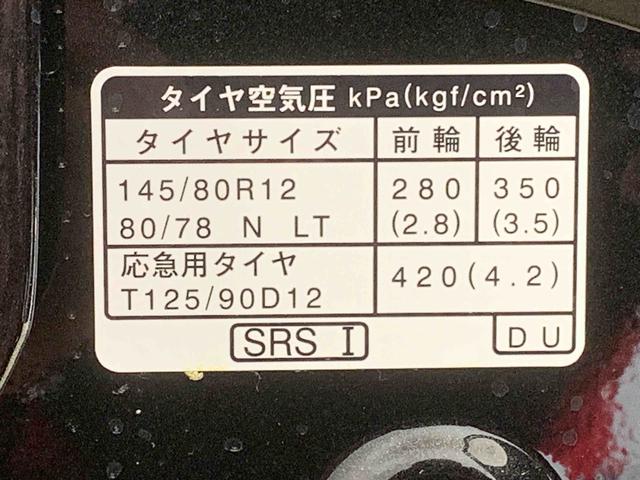 タイヤ空気圧 kPa(kgf/cm²)
タイヤサイズ 前輪 後輪
145/80R12 280 350
80/78 N LT (2.8) (3.5)
応急用タイヤ
T125/90D12 420(4.2)
SRS I DU